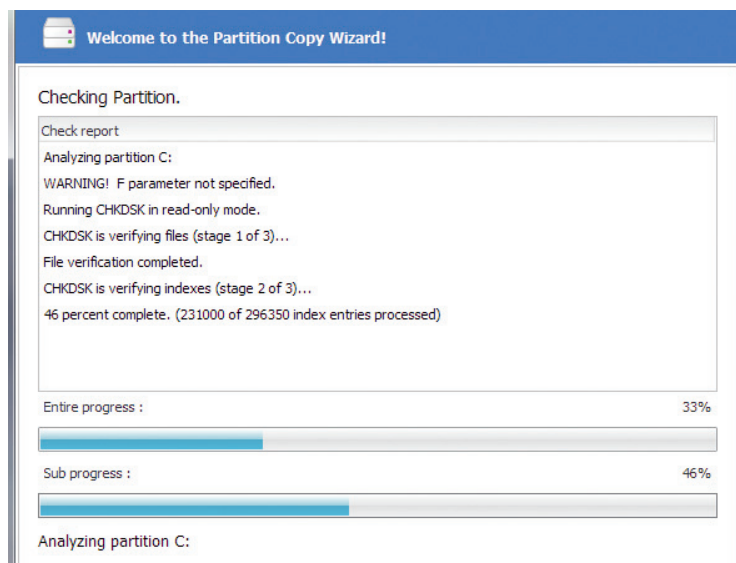 Welcome to the Partition Copy Wizard!
Checking Partition.
Check report
Analyzing partition C:
WARNING! F parameter not specified.
Running CHKDSK in read-only mode.
CHKDSK is verifying files (stage 1 of 3)...
File verification completed.
CHKDSK is verifying indexes (stage 2 of 3)...
46 percent complete. (231000 of 296350 index entries processed)
Entire progress : 33%
Sub progress : 46%
Analyzing partition C: